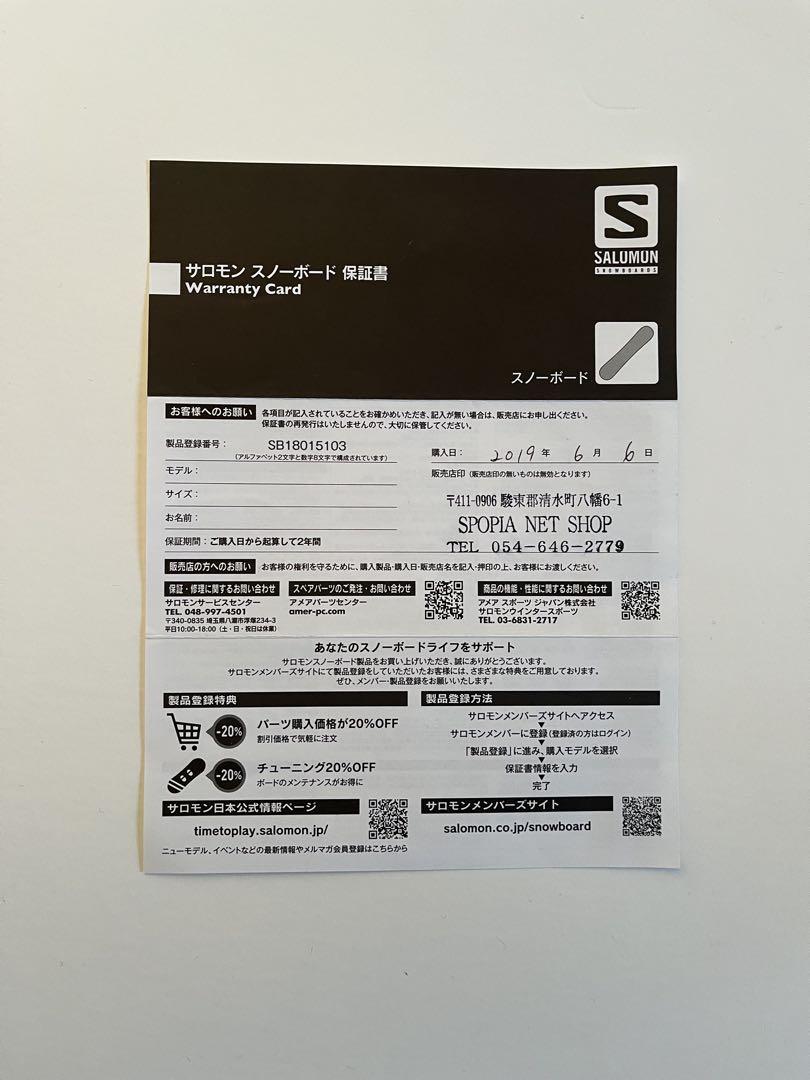 S
SALOMON
SNOWBOARDS
サロモン スノーボード 保証書
Warranty Card
スノーボード
お客様へのお願い 各項目が記入されていることをお確かめいただき、記入が無い場合は、販売店にお申し出ください。
保証書の再発行はいたしませんので、大切に保管してください。
製品登録番号： SB18015103
(アルファベット2文字と数字8文字で構成されています)
購入日： 2019 年 6 月 6 日
モデル：
販売店印（販売店印の無いものは無効となります）
サイズ：
お名前：
〒411-0906 駿東郡清水町八幡6-1
SPOPIA NET SHOP
TEL 054-646-2779
保証期間：ご購入日から起算して2年間
販売店の方へのお願い お客様の権利を守るために、購入製品・購入日・販売店名を記入・押印の上、お客様にお渡しください。
保証・修理に関するお問い合わせ
サロモンサービスセンター
TEL. 048-997-4501
〒340-0835 埼玉県八潮市浮塚234-3
平日10:00-18:00（土・日・祝日は休業）
スペアパーツのご発注・お問い合わせ
アメアパーツセンター
amer-pc.com
商品の機能・性能に関するお問い合わせ
アメア スポーツ ジャパン株式会社
サロモンウインタースポーツ
TEL. 03-6831-2717
あなたのスノーボードライフをサポート
サロモンスノーボード製品をお買い上げいただき、誠にありがとうございます。
サロモンメンバーズサイトにて製品登録をしていただいたお客様には、さまざまな特典をご用意しております。
ぜひ、メンバー・製品登録をお願いいたします。
製品登録特典
-20%
パーツ購入価格が20%OFF
割引価格で気軽に注文
-20%
チューニング20%OFF
ボードのメンテナンスがお得に
製品登録方法
サロモンメンバーズサイトへアクセス
サロモンメンバーに登録（登録済の方はログイン）
「製品登録」に進み、購入モデルを選択
保証書情報を入力
完了
サロモン日本公式情報ページ
timetoplay.salomon.jp/
ニューモデル、イベントなどの最新情報やメルマガ会員登録はこちらから
サロモンメンバーズサイト
salomon.co.jp/snowboard